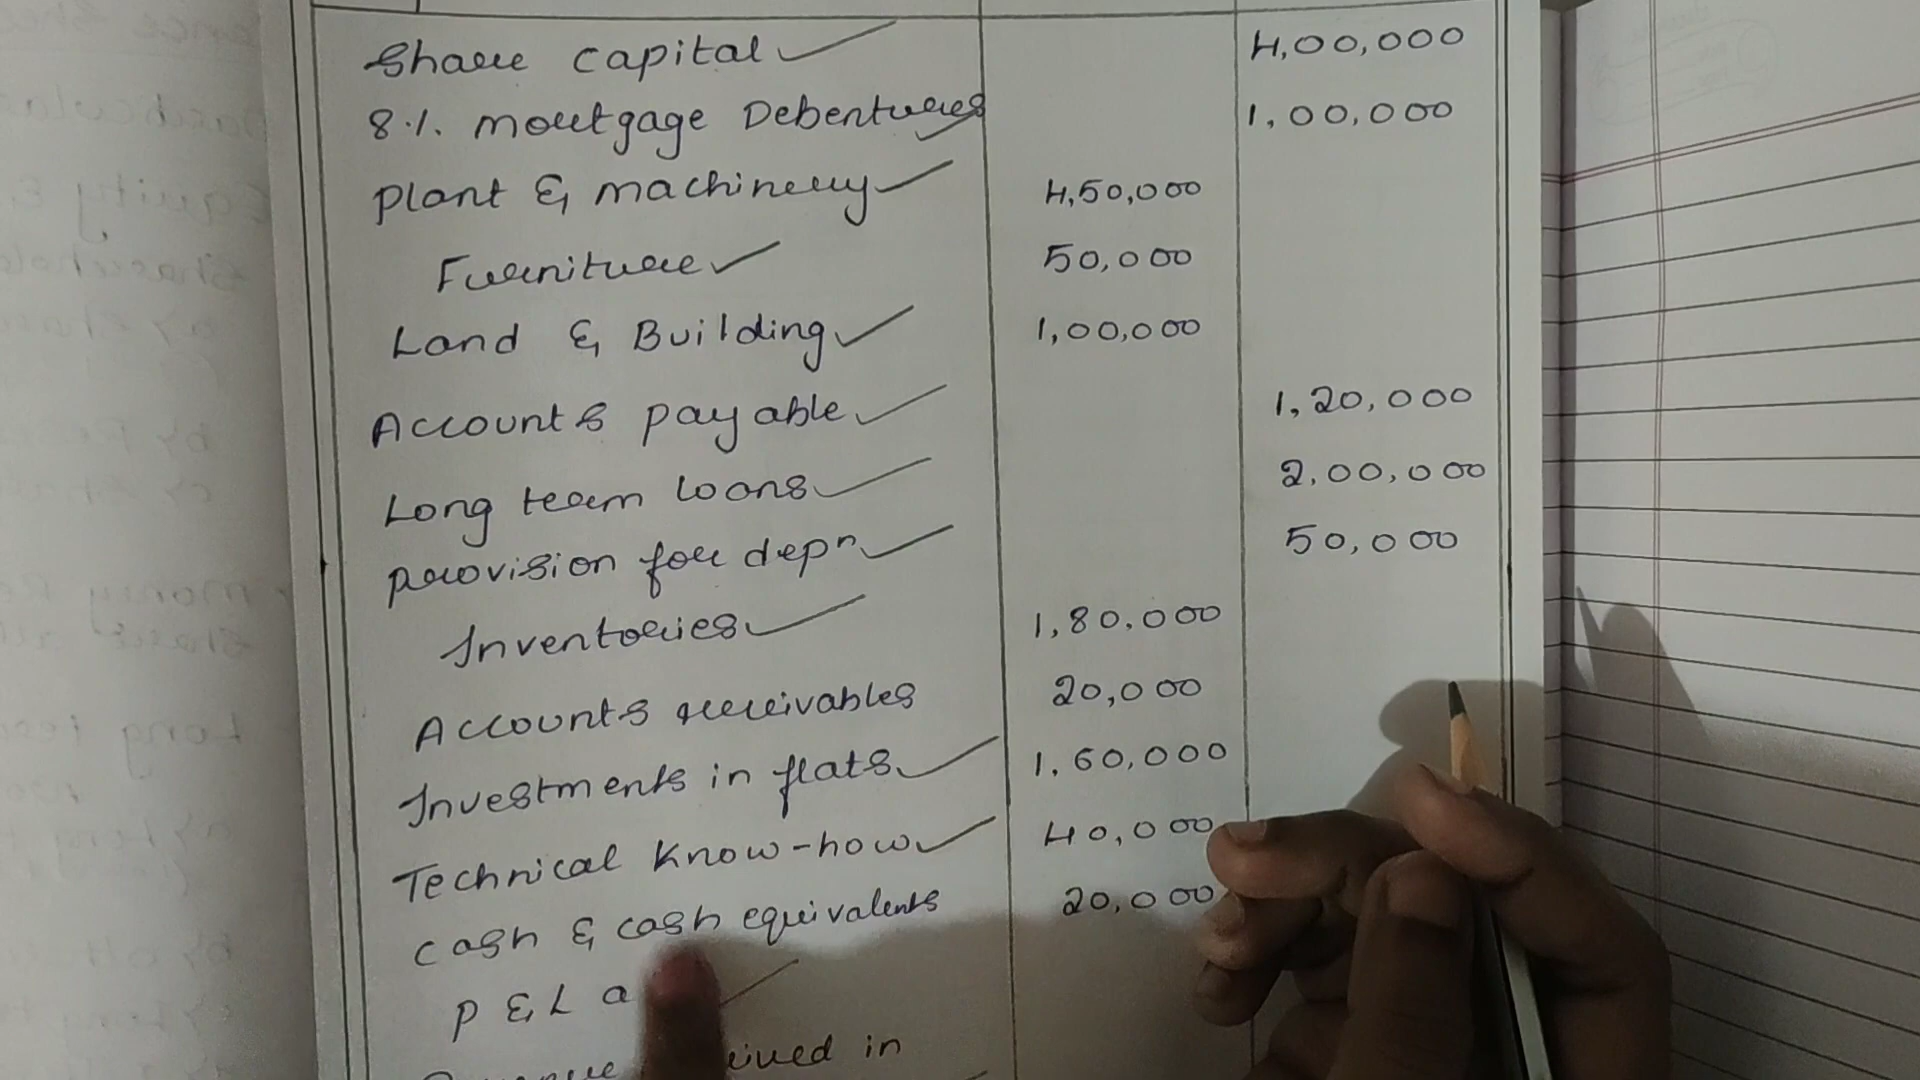 Share capital 4,00,000
8%. mortgage Debentures 1,00,000
plant & machinery 4,50,000
Furniture 50,000
Land & Building 1,00,000
Accounts payable 1,20,000
Long term loans 2,00,000
provision for depn 50,000
Inventories 1,80,000
Accounts receivables 20,000
Investments in flats 1,60,000
Technical Know-how 40,000
cash & cash equivalents 20,000
P & L
in